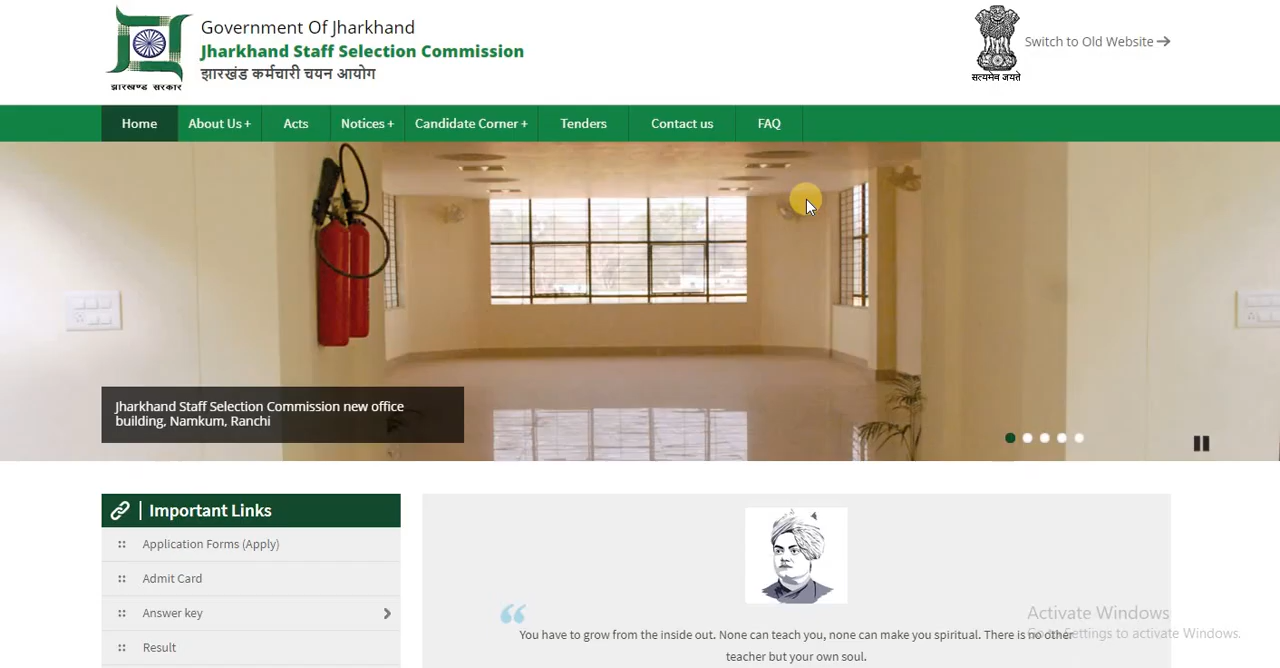 Government Of Jharkhand
Jharkhand Staff Selection Commission
झारखंड कर्मचारी चयन आयोग
झारखण्ड सरकार
सत्यमेव जयते
Switch to Old Website
Home About Us + Acts Notices + Candidate Corner + Tenders Contact us FAQ
Jharkhand Staff Selection Commission new office
building, Namkum, Ranchi
Important Links
Application Forms (Apply)
Admit Card
Answer key
Result
You have to grow from the inside out. None can teach you, none can make you spiritual. There is no other
teacher but your own soul.
Activate Windows
Go to Settings to activate Windows.